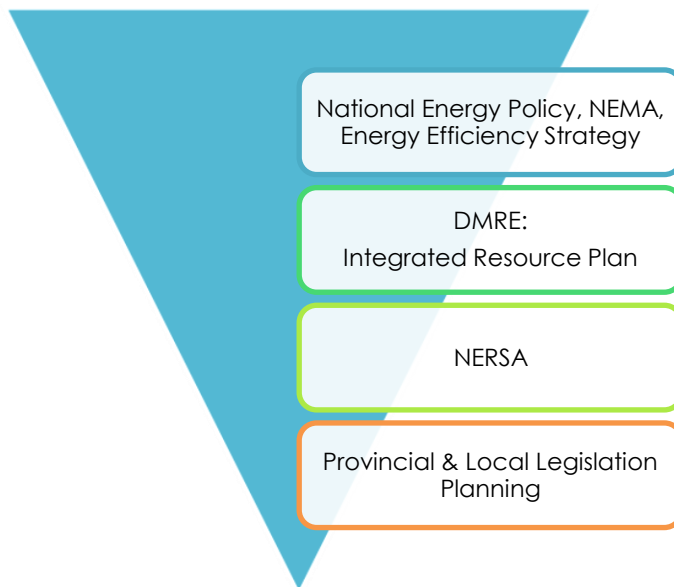 National Energy Policy, NEMA,
Energy Efficiency Strategy
DMRE:
Integrated Resource Plan
NERSA
Provincial & Local Legislation
Planning